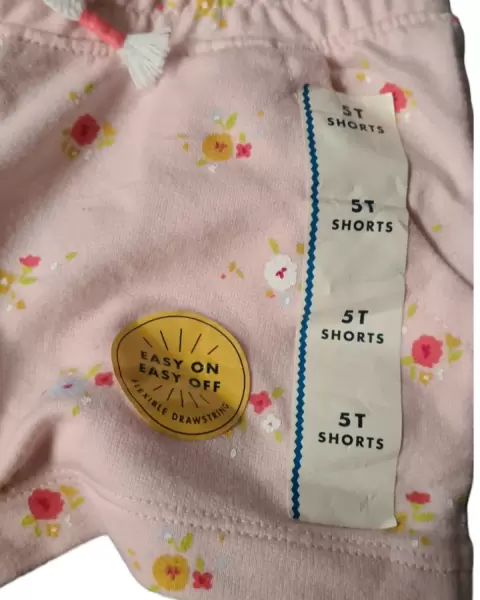 5T
SHORTS
5T
SHORTS
5T
SHORTS
5T
SHORTS
EASY ON
EASY OFF
FLEXIBLE DRAWSTRING